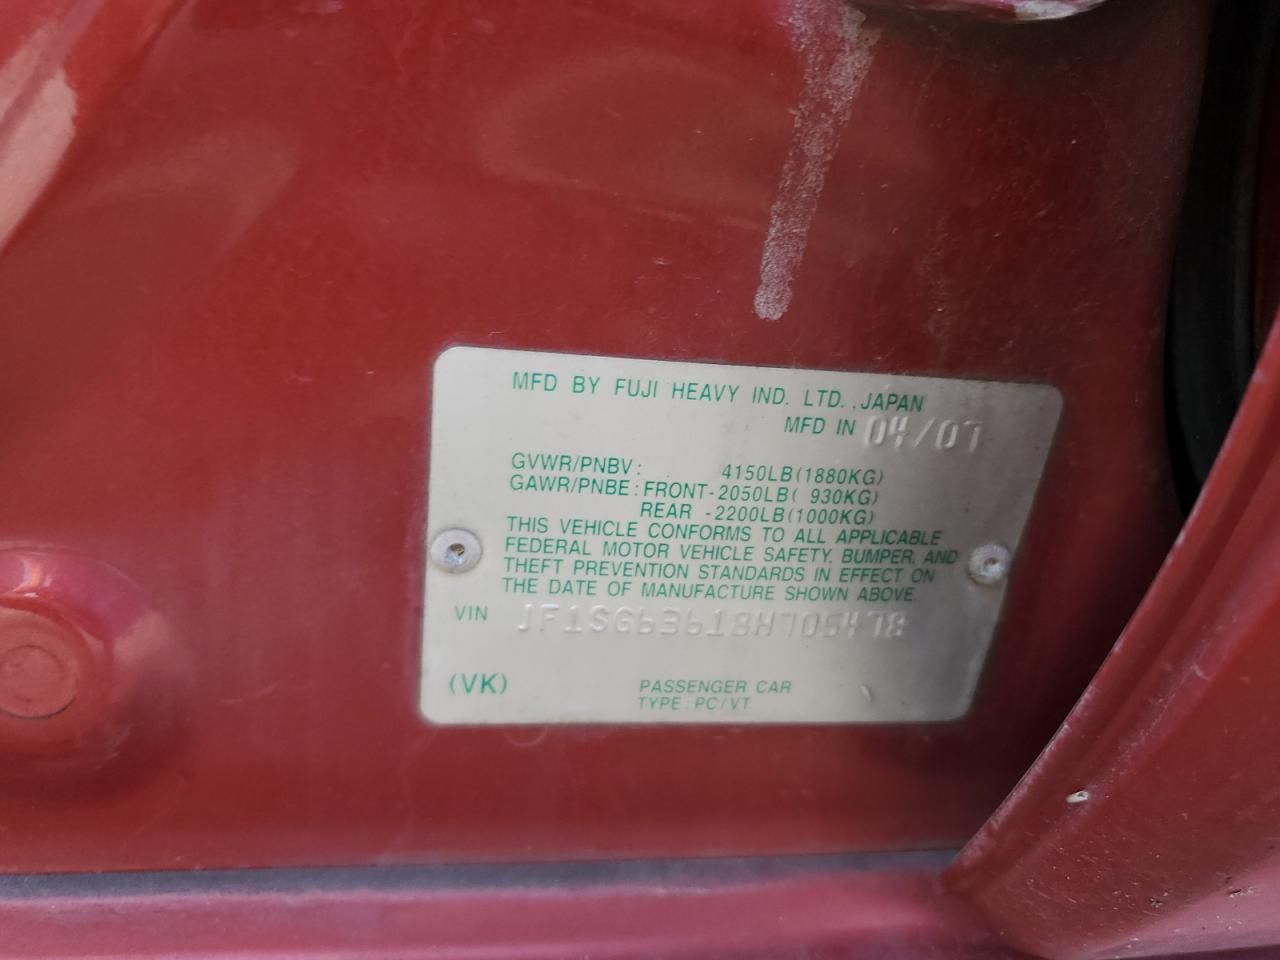 MFD BY FUJI HEAVY IND. LTD. ,JAPAN
MFD IN 04/07
GVWR/PNBV: 4150LB(1880KG)
GAWR/PNBE:FRONT-2050LB( 930KG)
REAR -2200LB(1000KG)
THIS VEHICLE CONFORMS TO ALL APPLICABLE
FEDERAL MOTOR VEHICLE SAFETY, BUMPER, AND
THEFT PREVENTION STANDARDS IN EFFECT ON
THE DATE OF MANUFACTURE SHOWN ABOVE.
VIN JF1SG63618H705478
(VK) PASSENGER CAR
TYPE:PC/VT